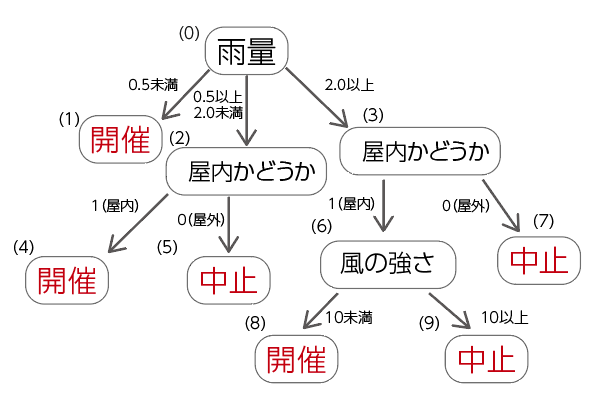 (0)
雨量
0.5未満
0.5以上
2.0未満
2.0以上
(1)
開催
(2)
屋内かどうか
(3)
屋内かどうか
1(屋内)
0(屋外)
1(屋内)
0(屋外)
(4)
開催
(5)
中止
(6)
風の強さ
(7)
中止
10未満
10以上
(8)
開催
(9)
中止